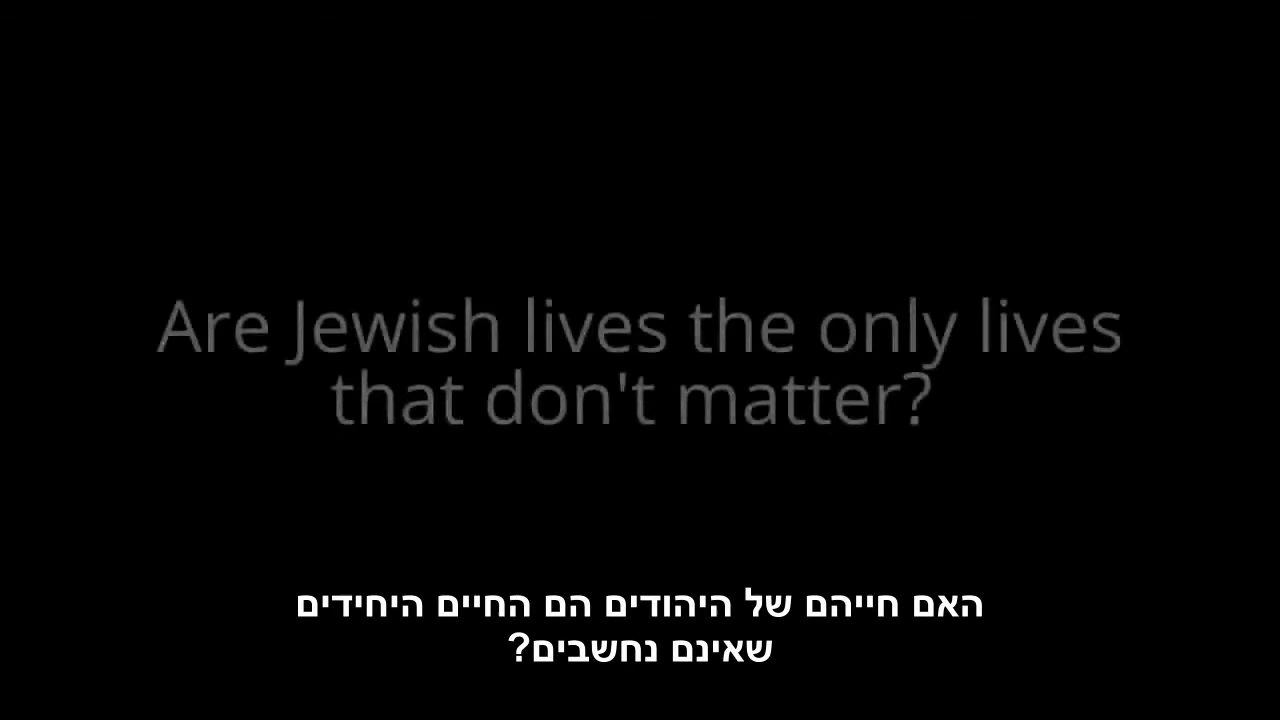 Are Jewish lives the only lives
that don't matter?
האם חייהם של היהודים הם החיים היחידים
שאינם נחשבים?